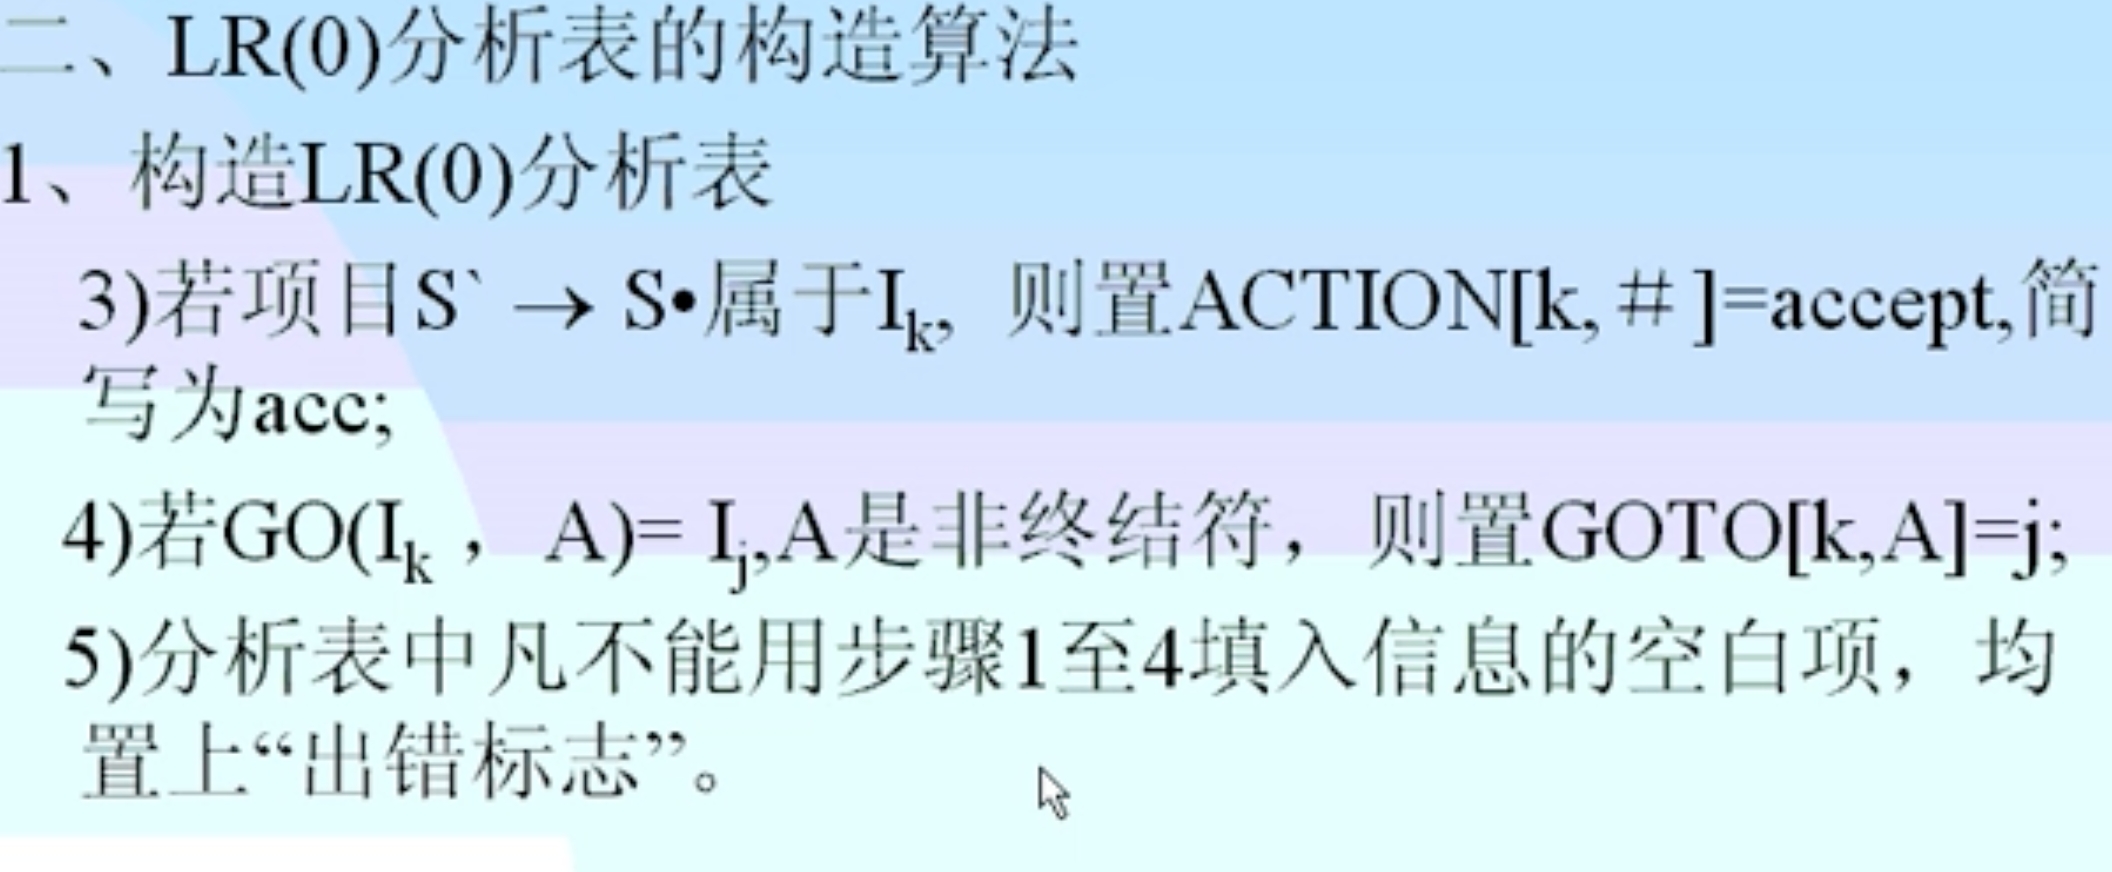 二、LR(0)分析表的构造算法
1、构造LR(0)分析表
3)若项目S` → S•属于Ik, 则置ACTION[k,＃]=accept,简
写为acc;
4)若GO(Ik ， A)= Ij,A是非终结符，则置GOTO[k,A]=j;
5)分析表中凡不能用步骤1至4填入信息的空白项，均
置上“出错标志”。